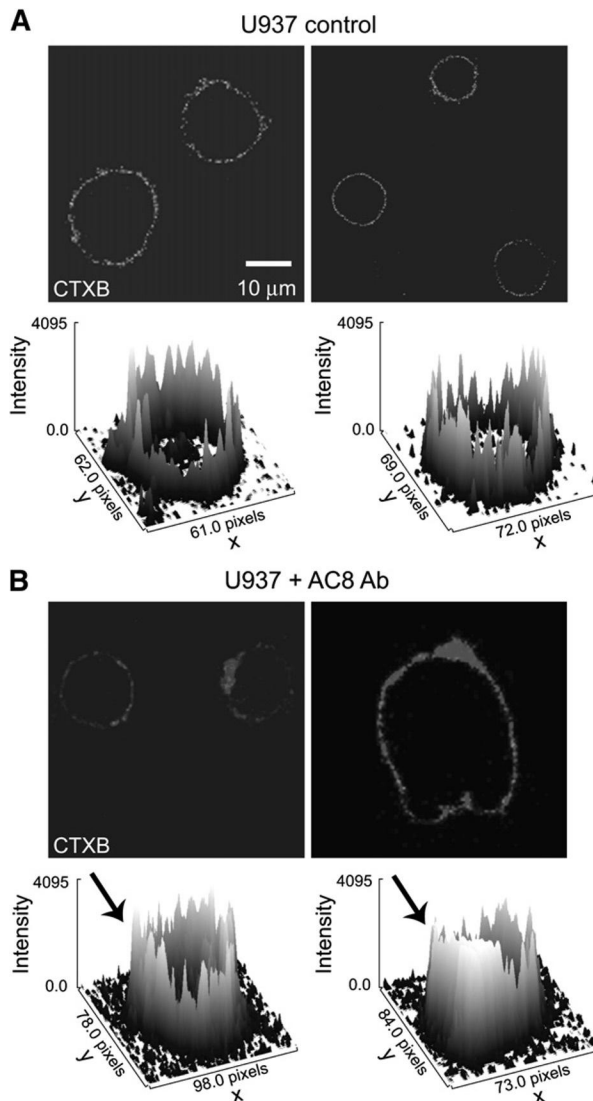 A
U937 control
CTXB
10 μm
4095
Intensity
0.0
62.0 pixels
y
61.0 pixels
x
4095
Intensity
0.0
69.0 pixels
y
72.0 pixels
x
B
U937 + AC8 Ab
CTXB
4095
Intensity
0.0
78.0 pixels
y
98.0 pixels
x
4095
Intensity
0.0
84.0 pixels
y
73.0 pixels
x